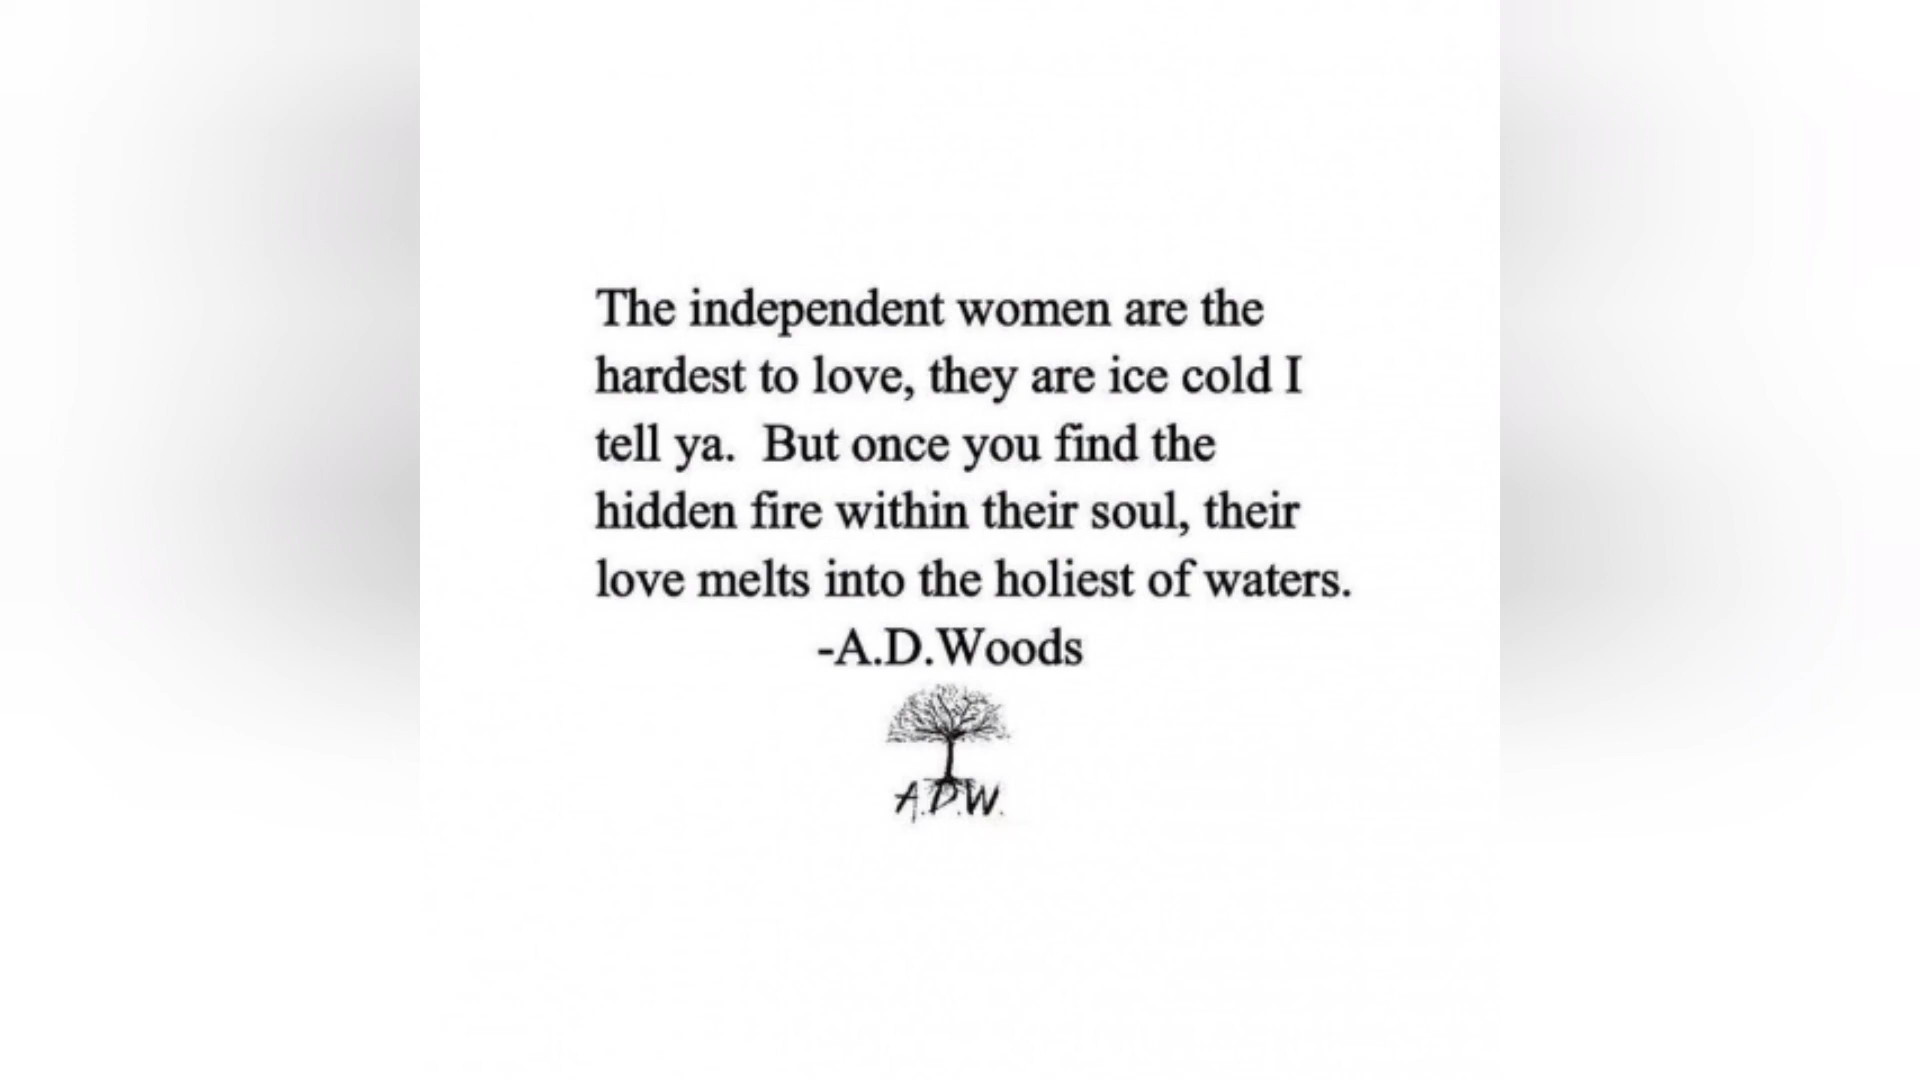 The independent women are the
hardest to love, they are ice cold I
tell ya.  But once you find the
hidden fire within their soul, their
love melts into the holiest of waters.
-A.D.Woods
A.D.W.